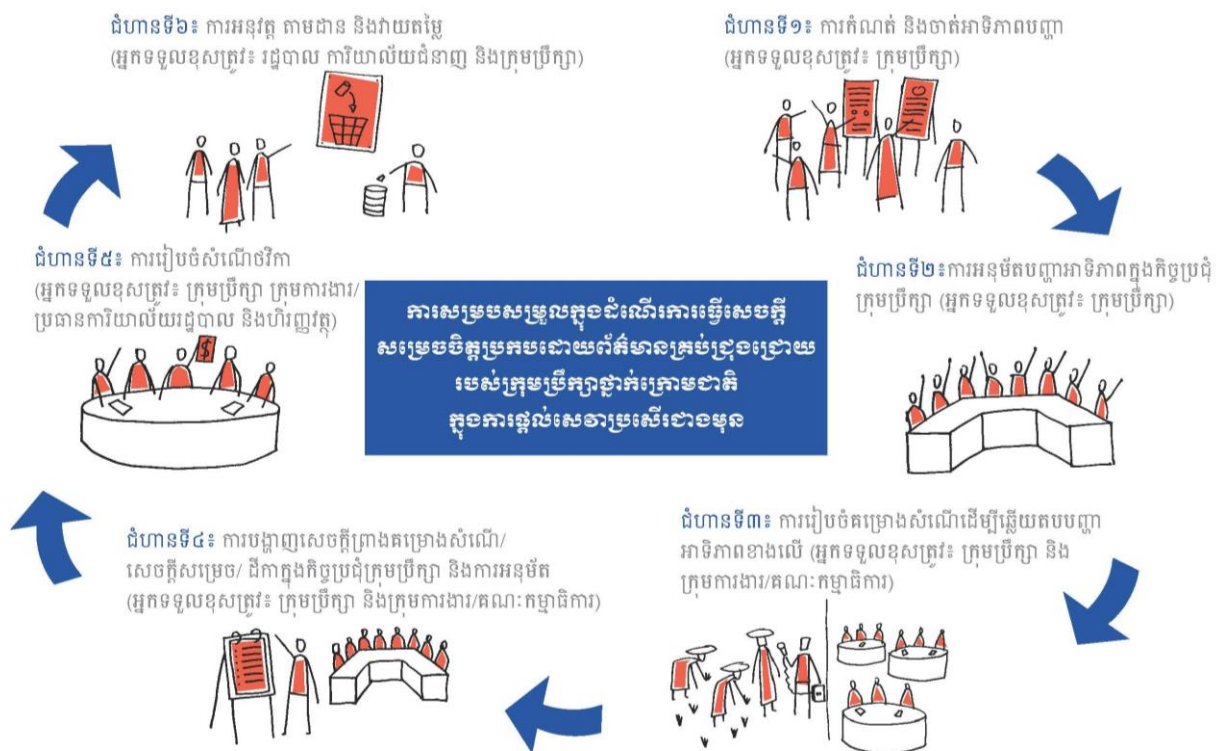 ជំហានទី១៖ ការកំណត់ និងចាត់អាទិភាពបញ្ហា
(អ្នកទទួលខុសត្រូវ៖ ក្រុមប្រឹក្សា)
ជំហានទី២៖ការអនុម័តបញ្ហាអាទិភាពក្នុងកិច្ចប្រជុំ
ក្រុមប្រឹក្សា (អ្នកទទួលខុសត្រូវ៖ ក្រុមប្រឹក្សា)
ជំហានទី៣៖ ការរៀបចំគម្រោងសំណើដើម្បីឆ្លើយតបបញ្ហា
អាទិភាពខាងលើ (អ្នកទទួលខុសត្រូវ៖ ក្រុមប្រឹក្សា និង
ក្រុមការងារ/គណៈកម្មាធិការ)
ជំហានទី៤៖ ការបង្ហាញសេចក្តីព្រាងគម្រោងសំណើ/
សេចក្តីសម្រេច/ ដីកាក្នុងកិច្ចប្រជុំក្រុមប្រឹក្សា និងការអនុម័ត
(អ្នកទទួលខុសត្រូវ៖ ក្រុមប្រឹក្សា និងក្រុមការងារ/គណៈកម្មាធិការ)
ជំហានទី៥៖ ការរៀបចំសំណើថវិកា
(អ្នកទទួលខុសត្រូវ៖ ក្រុមប្រឹក្សា ក្រុមការងារ/
ប្រធានការិយាល័យរដ្ឋបាល និងហិរញ្ញវត្ថុ)
$
ជំហានទី៦៖ ការអនុវត្ត តាមដាន និងវាយតម្លៃ
(អ្នកទទួលខុសត្រូវ៖ រដ្ឋបាល ការិយាល័យជំនាញ និងក្រុមប្រឹក្សា)
ការសម្របសម្រួលក្នុងដំណើរការធ្វើសេចក្តី
សម្រេចចិត្តប្រកបដោយព័ត៌មានគ្រប់ជ្រុងជ្រោយ
របស់ក្រុមប្រឹក្សាថ្នាក់ក្រោមជាតិ
ក្នុងការផ្តល់សេវាប្រសើរជាងមុន